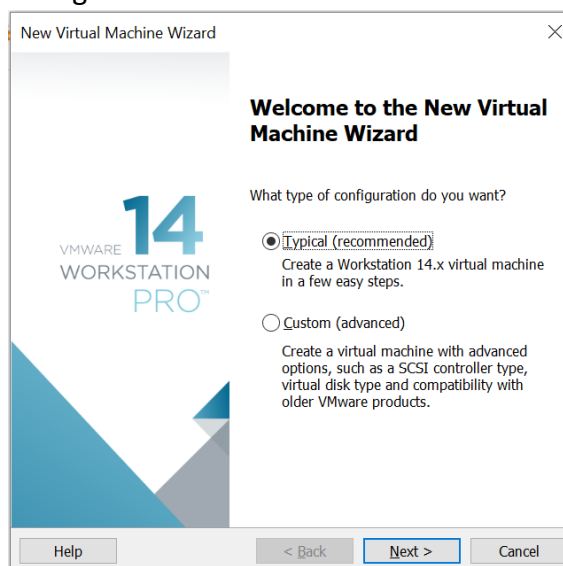 New Virtual Machine Wizard
Welcome to the New Virtual
Machine Wizard
What type of configuration do you want?
Typical (recommended)
Create a Workstation 14.x virtual machine
in a few easy steps.
Custom (advanced)
Create a virtual machine with advanced
options, such as a SCSI controller type,
virtual disk type and compatibility with
older VMware products.
VMWARE 14
WORKSTATION
PRO™
Help
< Back
Next >
Cancel